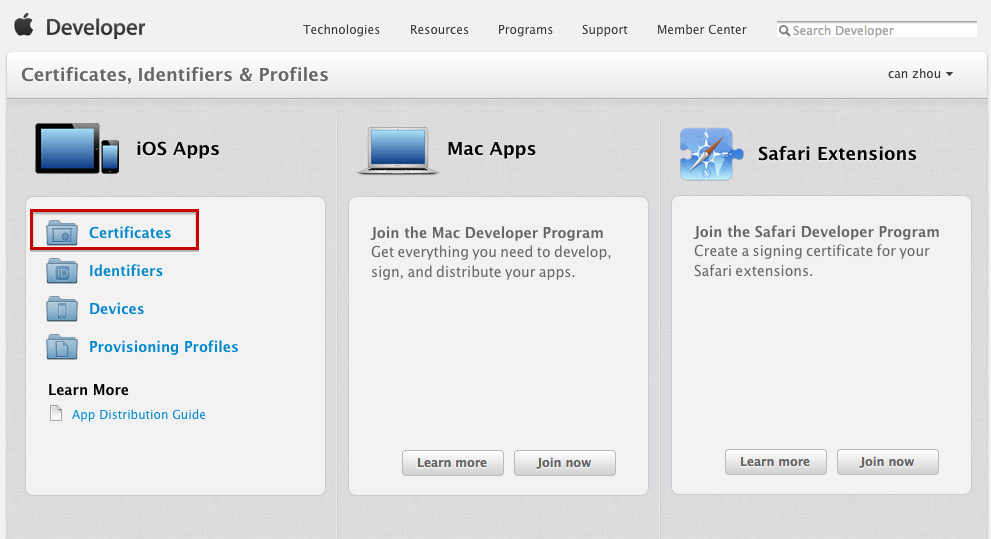 Developer
Technologies Resources Programs Support Member Center Search Developer
Certificates, Identifiers & Profiles
can zhou
iOS Apps
Certificates
Identifiers
ID
Devices
Provisioning Profiles
Learn More
App Distribution Guide
Mac Apps
Join the Mac Developer Program
Get everything you need to develop,
sign, and distribute your apps.
Learn more Join now
Safari Extensions
Join the Safari Developer Program
Create a signing certificate for your
Safari extensions.
Learn more Join now